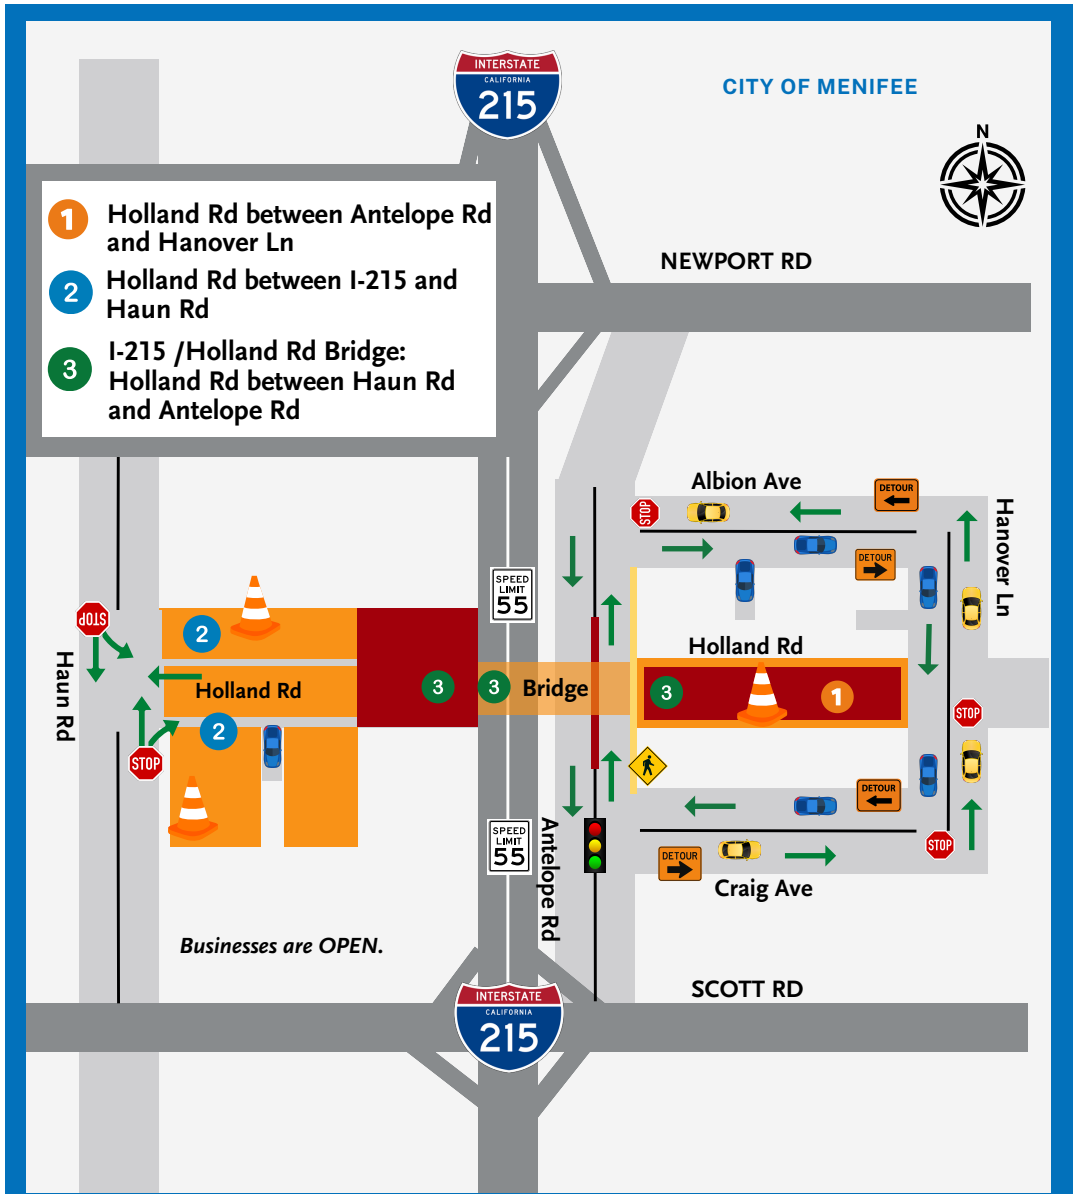 INTERSTATE
CALIFORNIA
215
CITY OF MENIFEE
N
1 Holland Rd between Antelope Rd
and Hanover Ln
2 Holland Rd between I-215 and
Haun Rd
3 I-215 /Holland Rd Bridge:
Holland Rd between Haun Rd
and Antelope Rd
NEWPORT RD
Albion Ave
DETOUR
STOP
Hanover Ln
DETOUR
SPEED
LIMIT
55
STOP
2
Holland Rd
Haun Rd
Holland Rd
3
3
Bridge
3
1
STOP
2
STOP
DETOUR
SPEED
LIMIT
55
Antelope Rd
STOP
DETOUR
Craig Ave
Businesses are OPEN.
SCOTT RD
INTERSTATE
CALIFORNIA
215